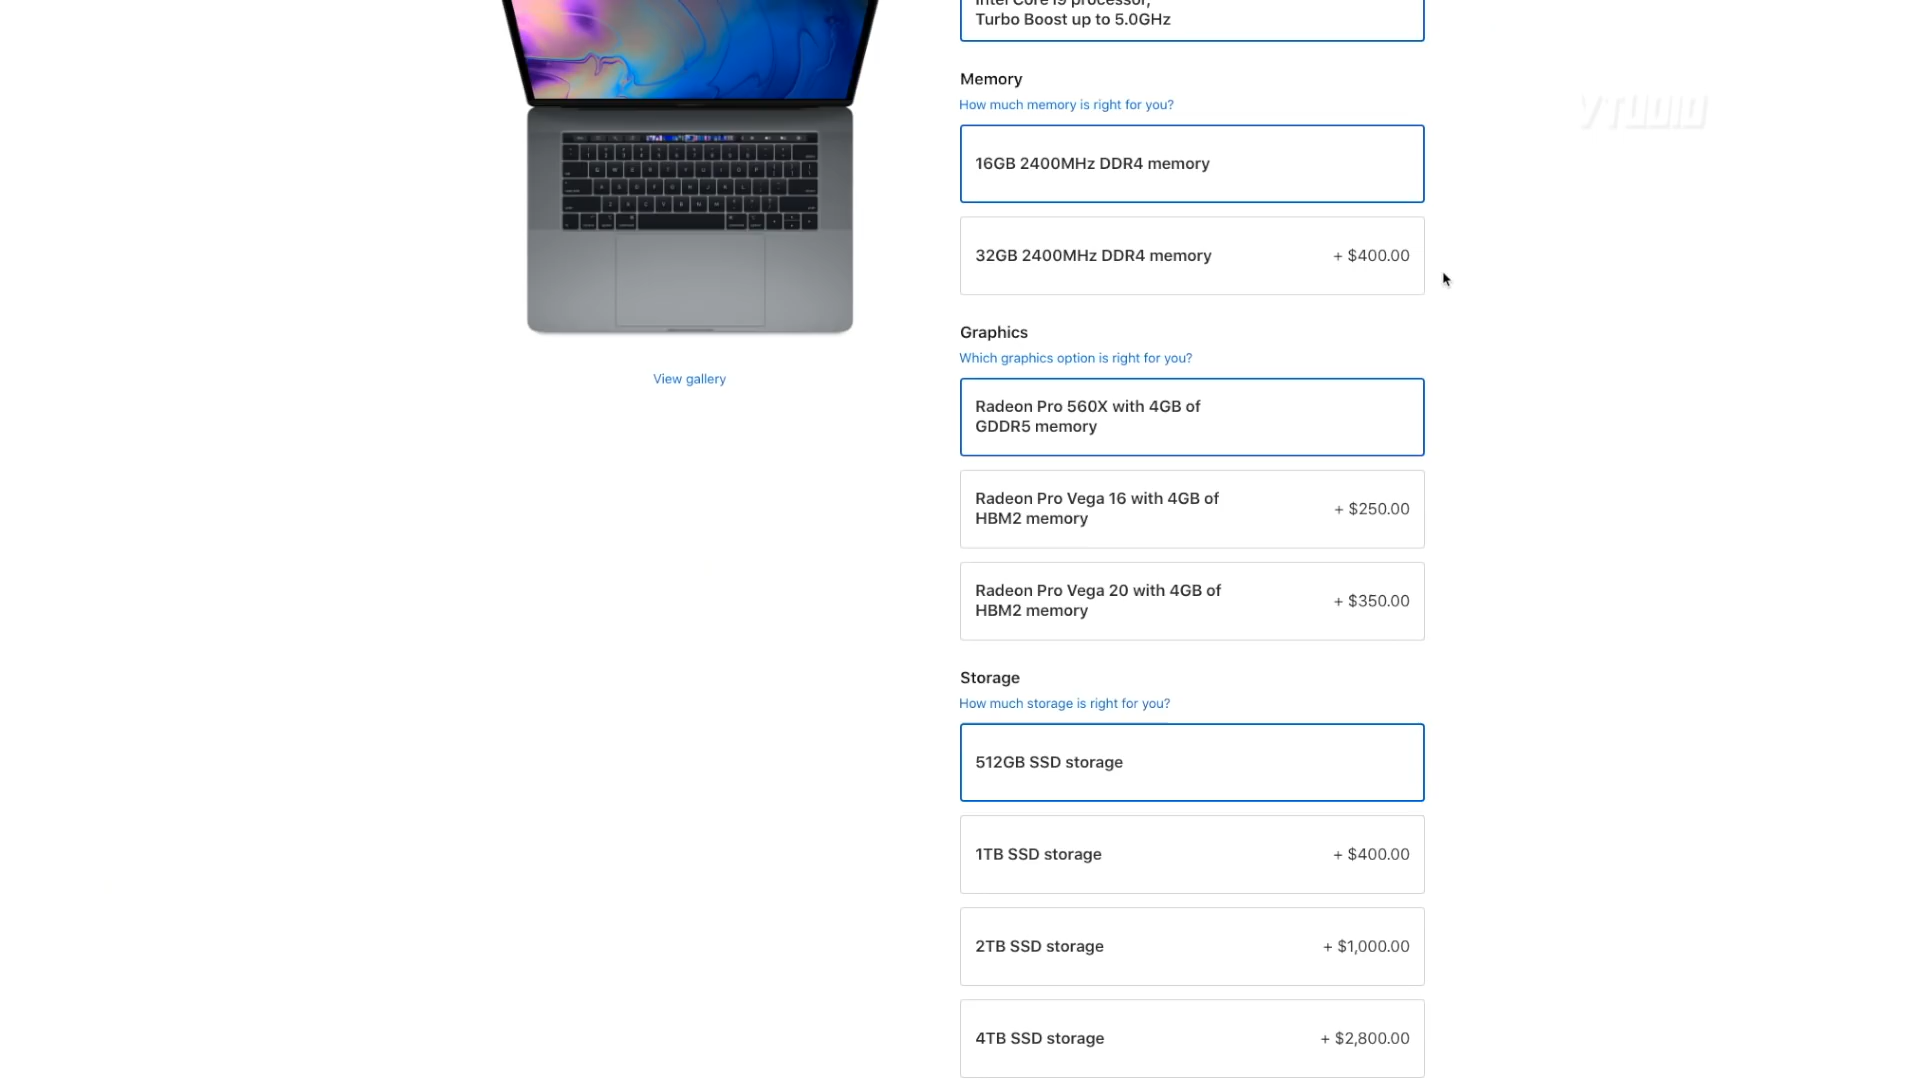 Turbo Boost up to 5.0GHz
Memory
How much memory is right for you?
16GB 2400MHz DDR4 memory
32GB 2400MHz DDR4 memory + $400.00
Graphics
Which graphics option is right for you?
Radeon Pro 560X with 4GB of
GDDR5 memory
Radeon Pro Vega 16 with 4GB of
HBM2 memory
+ $250.00
Radeon Pro Vega 20 with 4GB of
HBM2 memory
+ $350.00
Storage
How much storage is right for you?
512GB SSD storage
1TB SSD storage + $400.00
2TB SSD storage + $1,000.00
4TB SSD storage + $2,800.00
View gallery
VTUDIO